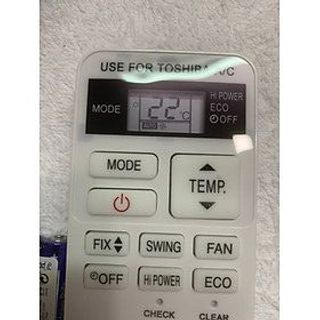 USE FOR TOSHIBA A/C
MODE
22°C
AUTO
Hi POWER
ECO
OFF
MODE
TEMP.
FIX SWING FAN
OFF Hi POWER ECO
CHECK CLEAR